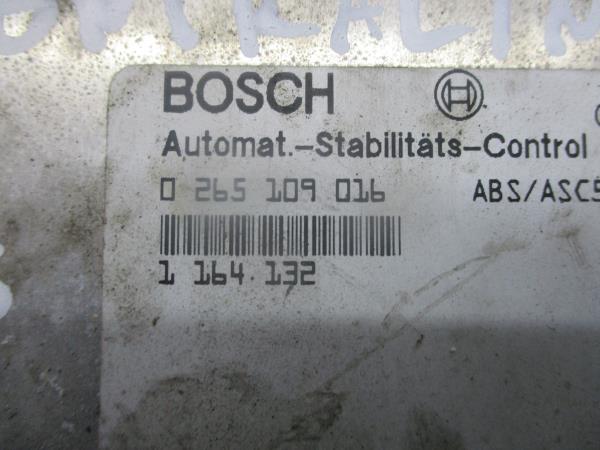 BOSCH
Automat.-Stabilitäts-Control
0 265 109 016 ABS/ASC5
1 164.132